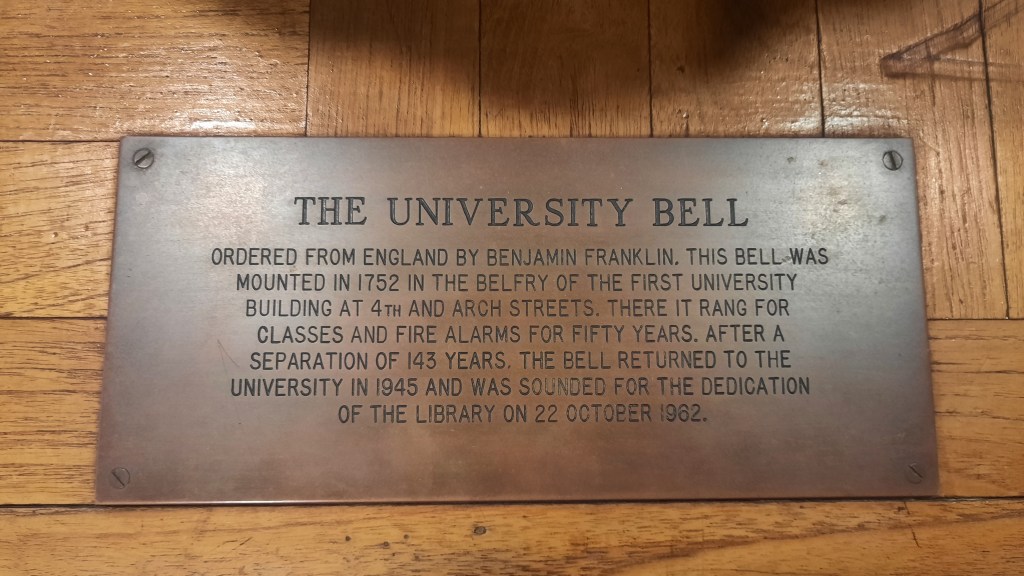 THE UNIVERSITY BELL
ORDERED FROM ENGLAND BY BENJAMIN FRANKLIN, THIS BELL WAS
MOUNTED IN 1752 IN THE BELFRY OF THE FIRST UNIVERSITY
BUILDING AT 4TH AND ARCH STREETS. THERE IT RANG FOR
CLASSES AND FIRE ALARMS FOR FIFTY YEARS. AFTER A
SEPARATION OF 143 YEARS, THE BELL RETURNED TO THE
UNIVERSITY IN 1945 AND WAS SOUNDED FOR THE DEDICATION
OF THE LIBRARY ON 22 OCTOBER 1962.